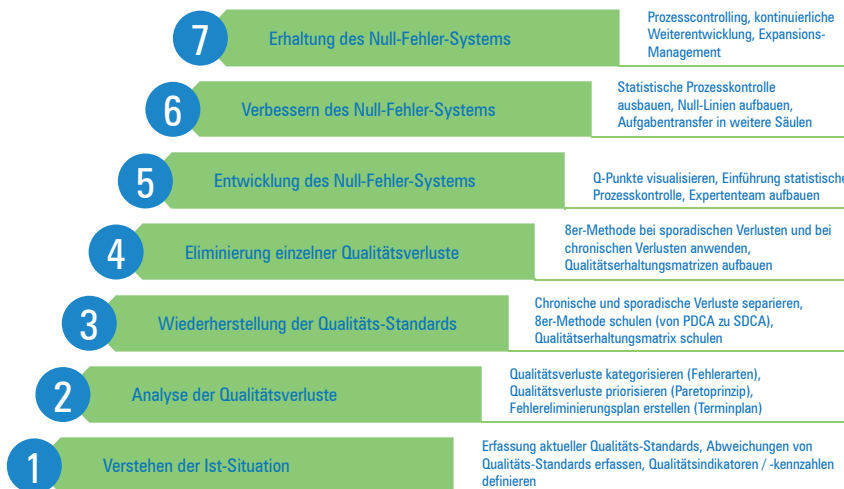 7
Erhaltung des Null-Fehler-Systems
Prozesscontrolling, kontinuierliche
Weiterentwicklung, Expansions-
Management
6
Verbessern des Null-Fehler-Systems
Statistische Prozesskontrolle
ausbauen, Null-Linien aufbauen,
Aufgabentransfer in weitere Säulen
5
Entwicklung des Null-Fehler-Systems
Q-Punkte visualisieren, Einführung statistische
Prozesskontrolle, Expertenteam aufbauen
4
Eliminierung einzelner Qualitätsverluste
8er-Methode bei sporadischen Verlusten und bei
chronischen Verlusten anwenden,
Qualitätserhaltungsmatrizen aufbauen
3
Wiederherstellung der Qualitäts-Standards
Chronische und sporadische Verluste separieren,
8er-Methode schulen (von PDCA zu SDCA),
Qualitätserhaltungsmatrix schulen
2
Analyse der Qualitätsverluste
Qualitätsverluste kategorisieren (Fehlerarten),
Qualitätsverluste priorisieren (Paretoprinzip),
Fehlereliminierungsplan erstellen (Terminplan)
1
Verstehen der Ist-Situation
Erfassung aktueller Qualitäts-Standards, Abweichungen von
Qualitäts-Standards erfassen, Qualitätsindikatoren / -kennzahlen
definieren